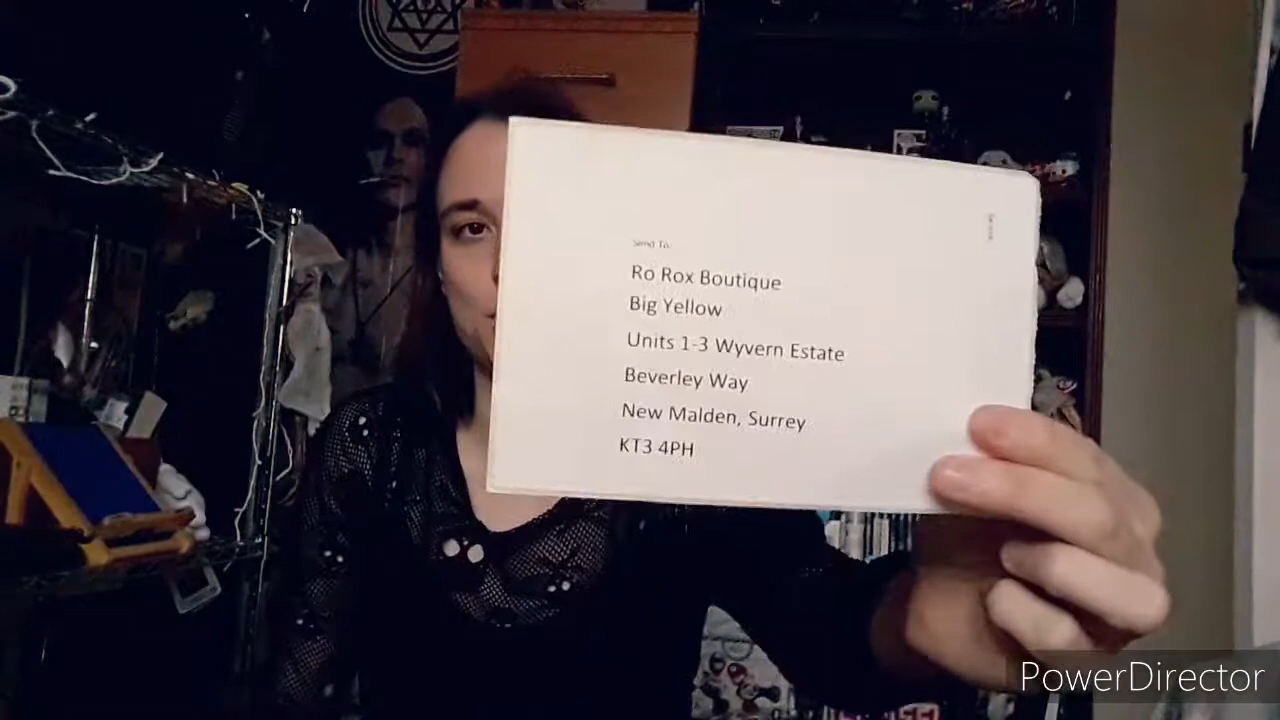 Send To:
Ro Rox Boutique
Big Yellow
Units 1-3 Wyvern Estate
Beverley Way
New Malden, Surrey
KT3 4PH
PowerDirector